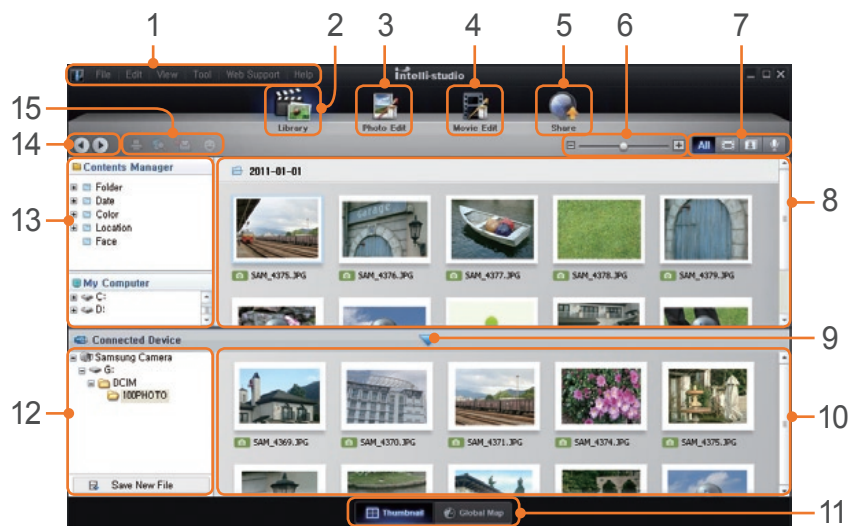 1 2 3 4 5 6 7
File Edit View Tool Web Support Help
intelli-studio
Library Photo Edit Movie Edit Share
15
14
All
Contents Manager
2011-01-01
Folder
Date
Color
Location
Face
13
8
SAM_4375.JPG SAM_4376.JPG SAM_4377.JPG SAM_4378.JPG SAM_4379.JPG
My Computer
C:
D:
Connected Device
9
Samsung Camera
G:
DCIM
100PHOTO
12
10
SAM_4369.JPG SAM_4370.JPG SAM_4371.JPG SAM_4374.JPG SAM_4375.JPG
Save New File
Thumbnail Global Map
11